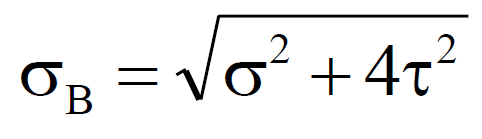 σ_B = √(σ² + 4τ²)